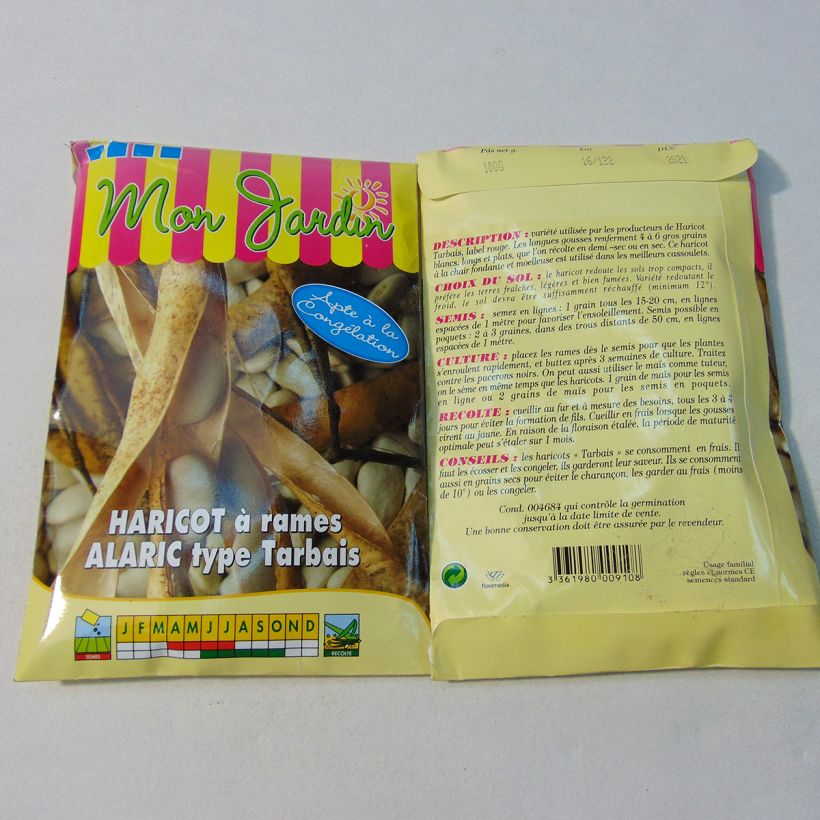 Mon Jardin
Apte à la
Congélation
HARICOT à rames
ALARIC type Tarbais
SEMIS
J F M A M J J A S O N D
RECOLTE
Pds net g. Lot DLV
100G 16/122 2021
DESCRIPTION : variété utilisée par les producteurs de Haricot
Tarbais, label rouge. Les longues gousses renferment 4 à 6 gros grains
blancs, longs et plats, que l'on récolte en demi-sec ou en sec. Ce haricot
à la chair fondante et moelleuse est utilisé dans les meilleurs cassoulets.
CHOIX DU SOL : le haricot redoute les sols trop compacts, il
préfère les terres fraîches, légères et bien fumées. Variété redoutant le
froid, le sol devra être suffisamment réchauffé (minimum 12°).
SEMIS : semez en lignes : 1 grain tous les 15-20 cm, en lignes
espacées de 1 mètre pour favoriser l'ensoleillement. Semis possible en
poquets : 2 à 3 graines, dans des trous distants de 50 cm, en lignes
espacées de 1 mètre.
CULTURE : placez les rames dès le semis pour que les plantes
s'enroulent rapidement, et buttez après 3 semaines de culture. Traitez
contre les pucerons noirs. On peut aussi utiliser le maïs comme tuteur,
on le sème en même temps que les haricots. 1 grain de maïs pour les semis
en ligne ou 2 grains de maïs pour les semis en poquets.
RECOLTE : cueillir au fur et à mesure des besoins, tous les 3 à 4
jours pour éviter la formation de fils. Cueillir en frais lorsque les gousses
virent au jaune. En raison de la floraison étalée, la période de maturité
optimale peut s'étaler sur 1 mois.
CONSEILS : les haricots « Tarbais » se consomment en frais. Il
faut les écosser et les congeler, ils garderont leur saveur. Ils se consomment
aussi en grains secs pour éviter le charançon, les garder au frais (moins
de 10°) ou les congeler.
Cond. 004684 qui contrôle la germination
jusqu'à la date limite de vente.
Une bonne conservation doit être assurée par le revendeur.
floramedia
3 361980 009108
Usage familial
règles et normes CE
semences standard